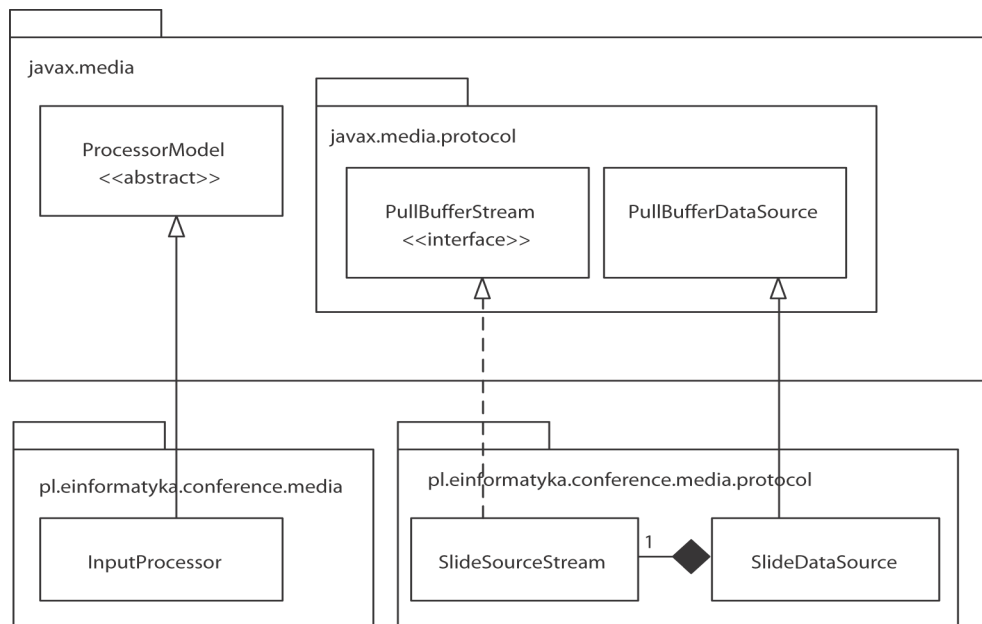 javax.media
ProcessorModel
<<abstract>>
javax.media.protocol
PullBufferStream
<<interface>>
PullBufferDataSource
pl.einformatyka.conference.media
InputProcessor
pl.einformatyka.conference.media.protocol
SlideSourceStream
1
SlideDataSource